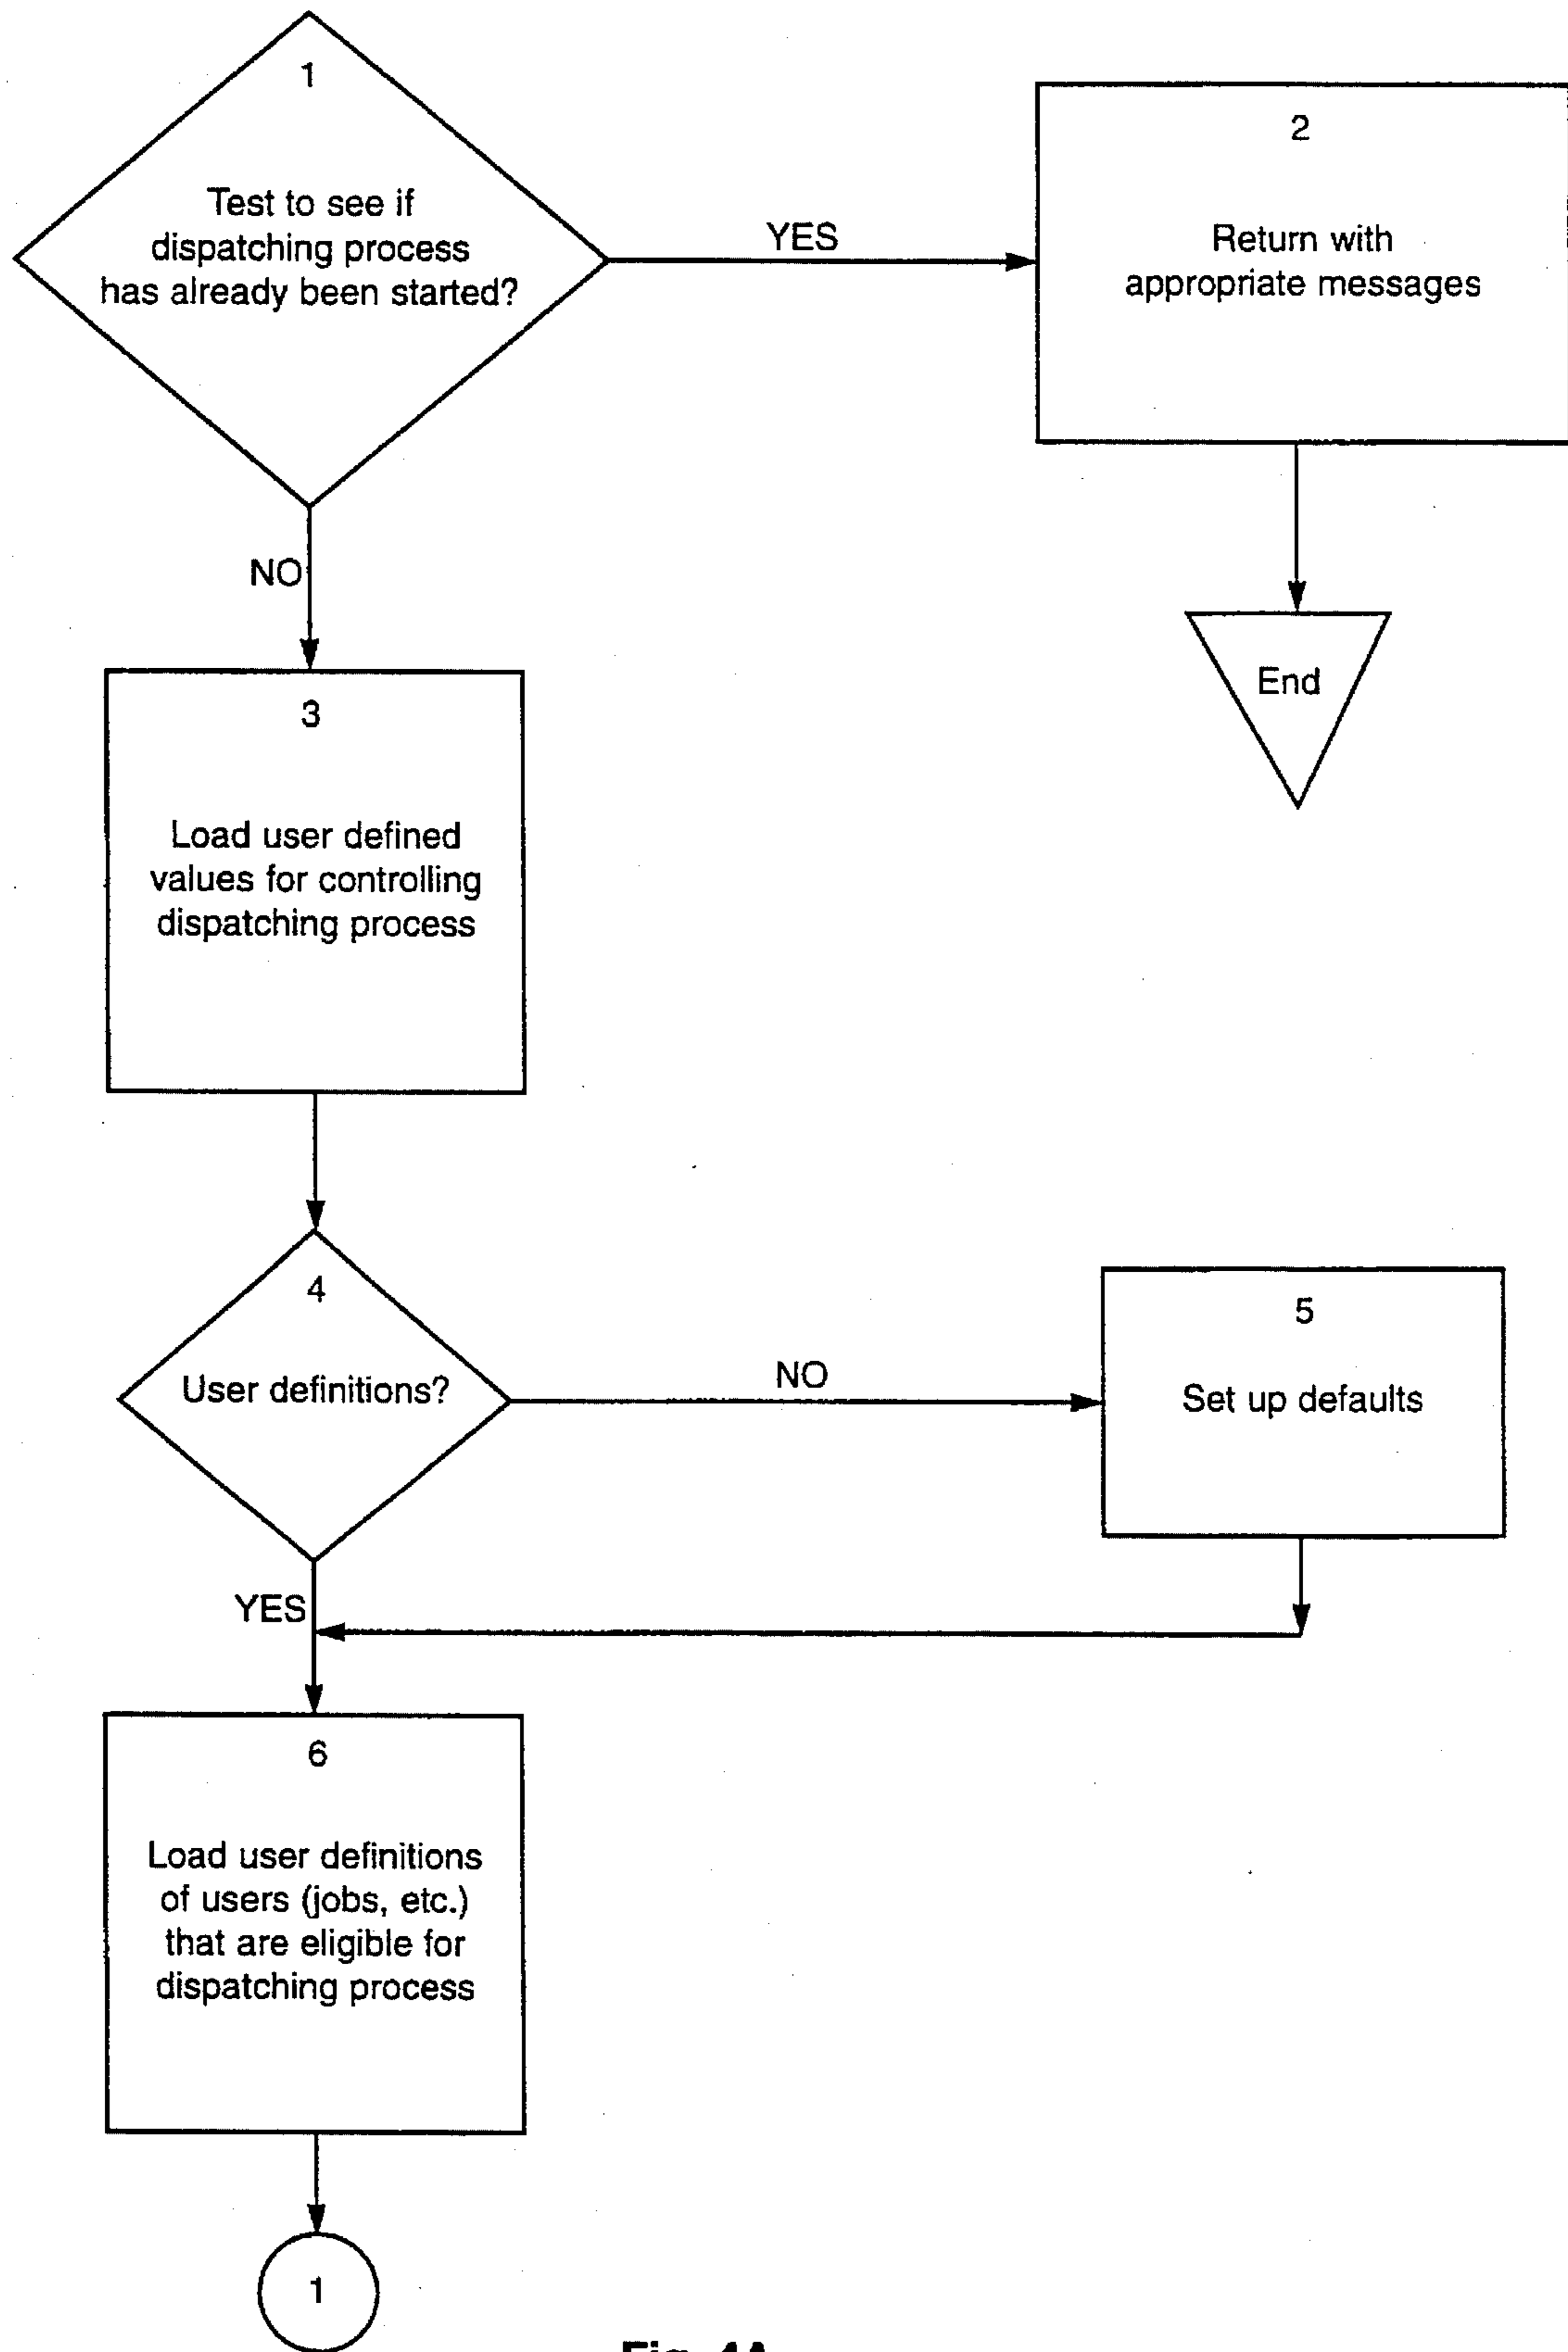 1
Test to see if
dispatching process
has already been started?
YES
2
Return with
appropriate messages
End
NO
3
Load user defined
values for controlling
dispatching process
4
User definitions?
NO
5
Set up defaults
YES
6
Load user definitions
of users (jobs, etc.)
that are eligible for
dispatching process
1
Fig. 4A